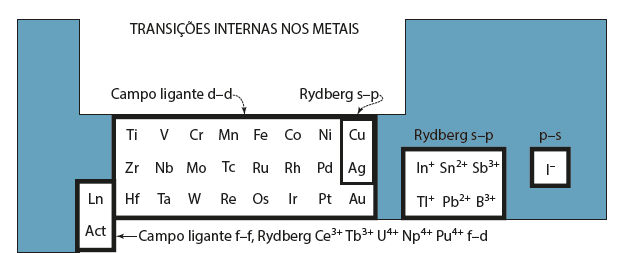 TRANSIÇÕES INTERNAS NOS METAIS
Campo ligante d–d
Rydberg s–p
Ti V Cr Mn Fe Co Ni Cu
Zr Nb Mo Tc Ru Rh Pd Ag
Hf Ta W Re Os Ir Pt Au
Rydberg s–p
In⁺ Sn²⁺ Sb³⁺
Tl⁺ Pb²⁺ B³⁺
p–s
I⁻
Ln
Act
Campo ligante f–f, Rydberg Ce³⁺ Tb³⁺ U⁴⁺ Np⁴⁺ Pu⁴⁺ f–d